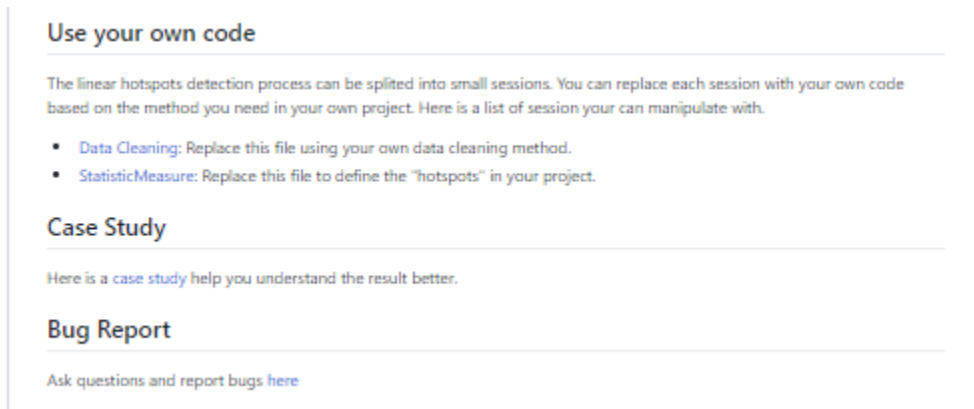 Use your own code
The linear hotspots detection process can be splited into small sessions. You can replace each session with your own code
based on the method you need in your own project. Here is a list of session your can manipulate with.
• Data Cleaning: Replace this file using your own data cleaning method.
• StatisticMeasure: Replace this file to define the "hotspots" in your project.
Case Study
Here is a case study help you understand the result better.
Bug Report
Ask questions and report bugs here